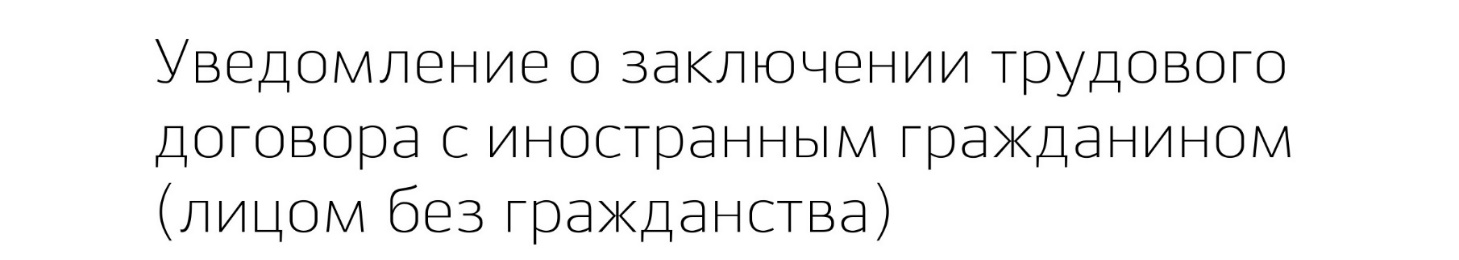 Уведомление о заключении трудового
договора с иностранным гражданином
(лицом без гражданства)